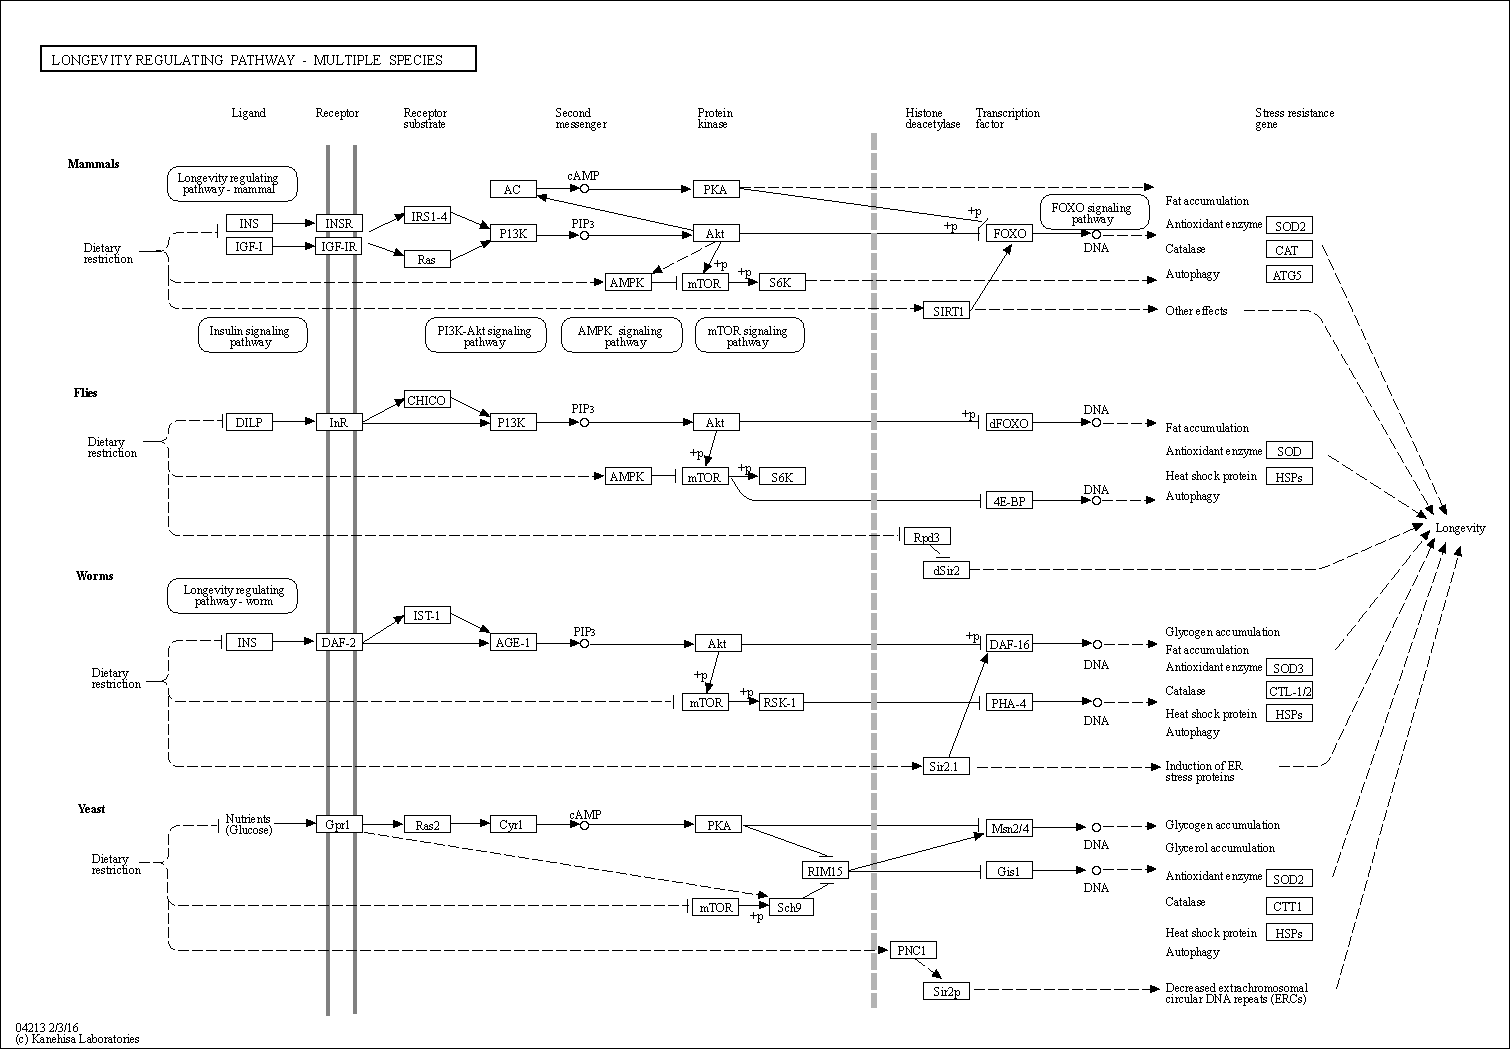 LONGEVITY REGULATING PATHWAY - MULTIPLE SPECIES
Ligand
Receptor
Receptor
substrate
Second
messenger
Protein
kinase
Histone
deacetylase
Transcription
factor
Stress resistance
gene
Mammals
Longevity regulating
pathway - mammal
AC
cAMP
PKA
INS
INSR
IRS1-4
P13K
PIP3
Akt
+p
+p
FOXO
FOXO signaling
pathway
DNA
Fat accumulation
Antioxidant enzyme
SOD2
Dietary
restriction
IGF-I
IGF-IR
Ras
Catalase
CAT
AMPK
+p
mTOR
+p
S6K
Autophagy
ATG5
SIRT1
Other effects
Insulin signaling
pathway
PI3K-Akt signaling
pathway
AMPK signaling
pathway
mTOR signaling
pathway
Flies
CHICO
DILP
InR
P13K
PIP3
Akt
+p
dFOXO
DNA
Fat accumulation
Dietary
restriction
Antioxidant enzyme
SOD
AMPK
+p
mTOR
+p
S6K
Heat shock protein
HSPs
4E-BP
DNA
Autophagy
Rpd3
dSir2
Longevity
Worms
Longevity regulating
pathway - worm
IST-1
INS
DAF-2
AGE-1
PIP3
Akt
+p
DAF-16
DNA
Glycogen accumulation
Fat accumulation
Antioxidant enzyme
SOD3
Dietary
restriction
+p
mTOR
+p
RSK-1
PHA-4
DNA
Catalase
CTL-1/2
Heat shock protein
HSPs
Autophagy
Sir2.1
Induction of ER
stress proteins
Yeast
Nutrients
(Glucose)
Gpr1
Ras2
Cyr1
cAMP
PKA
Msn2/4
DNA
Glycogen accumulation
Glycerol accumulation
Dietary
restriction
RIM15
Gis1
DNA
Antioxidant enzyme
SOD2
mTOR
+p
Sch9
Catalase
CTT1
Heat shock protein
HSPs
PNC1
Autophagy
Sir2p
Decreased extrachromosomal
circular DNA repeats (ERCs)
04213 2/3/16
(c) Kanehisa Laboratories